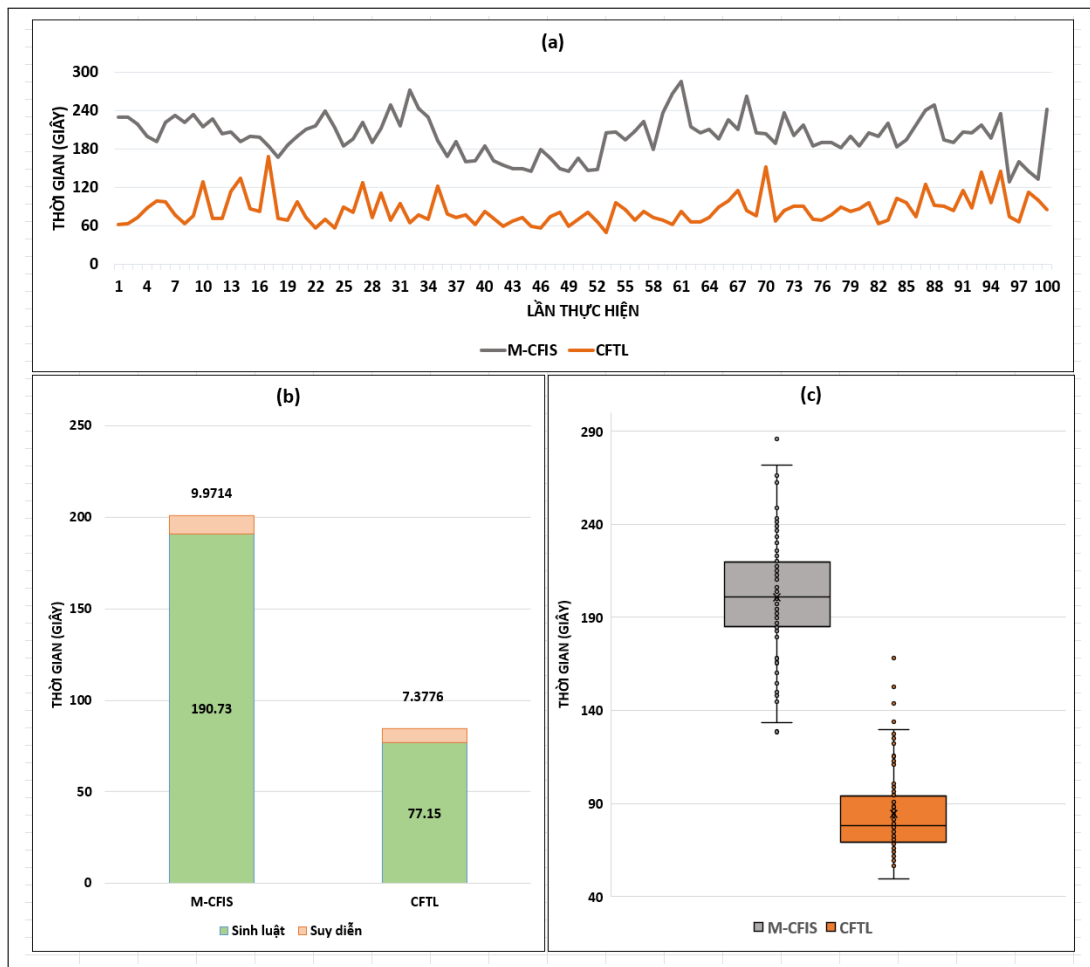 (a)
THỜI GIAN (GIÂY)
300
240
180
120
60
0
1 4 7 10 13 16 19 22 25 28 31 34 37 40 43 46 49 52 55 58 61 64 67 70 73 76 79 82 85 88 91 94 97 100
LẦN THỰC HIỆN
M-CFIS CFTL
(b)
THỜI GIAN (GIÂY)
250
200
150
100
50
0
9.9714
190.73
7.3776
77.15
M-CFIS CFTL
Sinh luật Suy diễn
(c)
THỜI GIAN (GIÂY)
290
240
190
140
90
40
M-CFIS CFTL